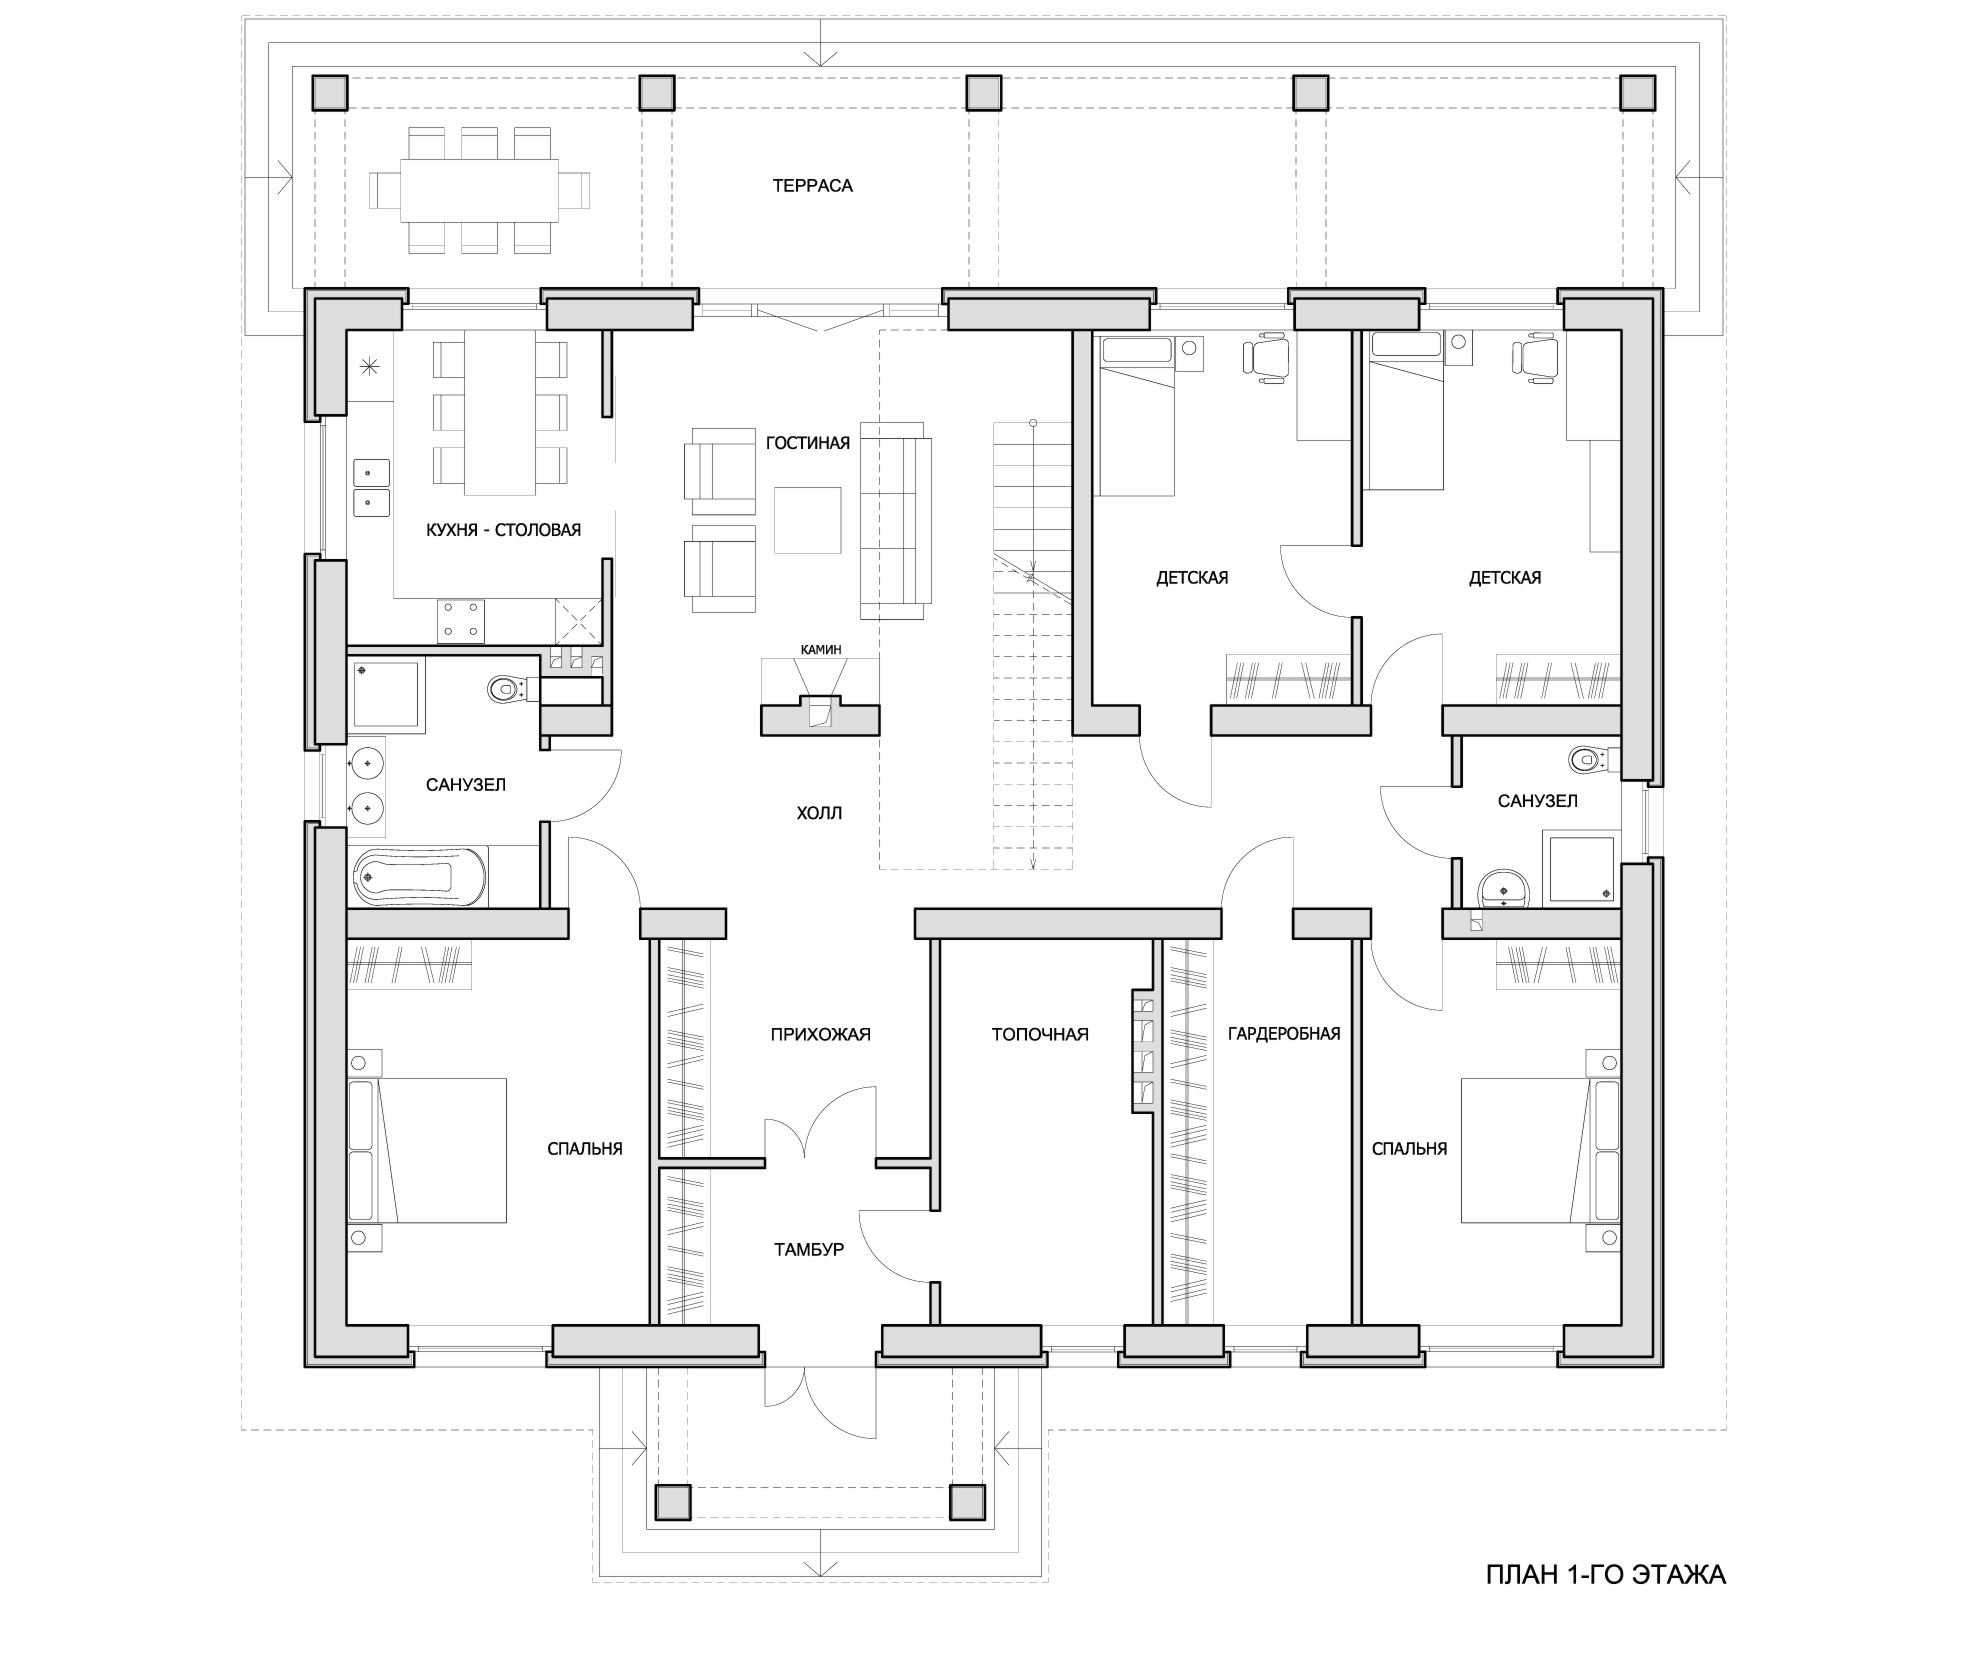 ТЕРРАСА
ГОСТИНАЯ
КУХНЯ - СТОЛОВАЯ
ДЕТСКАЯ
ДЕТСКАЯ
КАМИН
САНУЗЕЛ
ХОЛЛ
САНУЗЕЛ
ПРИХОЖАЯ
ТОПОЧНАЯ
ГАРДЕРОБНАЯ
СПАЛЬНЯ
СПАЛЬНЯ
ТАМБУР
ПЛАН 1-ГО ЭТАЖА